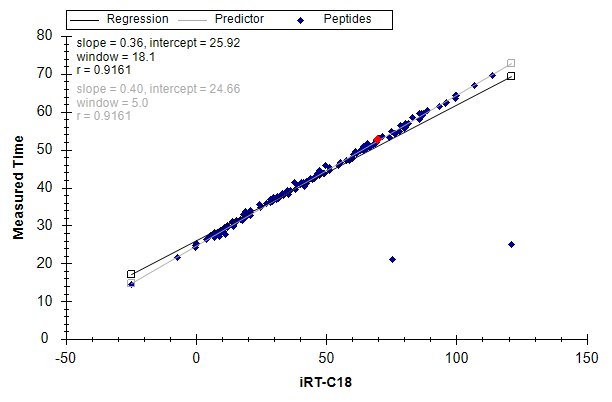 Regression Predictor Peptides
slope = 0.36, intercept = 25.92
window = 18.1
r = 0.9161
slope = 0.40, intercept = 24.66
window = 5.0
r = 0.9161
Measured Time
80
70
60
50
40
30
20
10
0
-50 0 50 100 150
iRT-C18